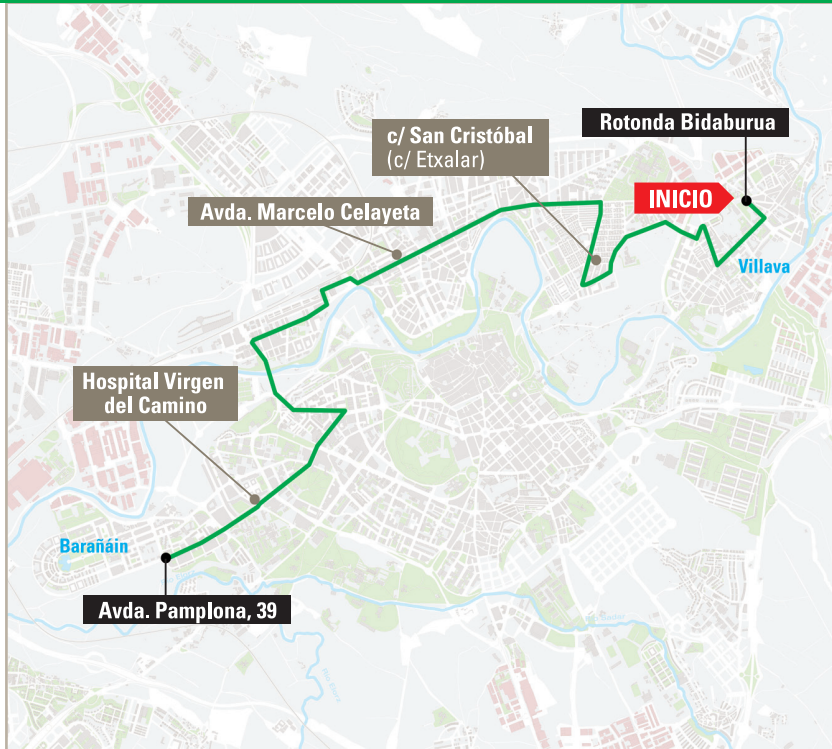 Rotonda Bidaburua
c/ San Cristóbal
(c/ Etxalar)
INICIO
Avda. Marcelo Celayeta
Villava
Hospital Virgen
del Camino
Barañáin
Avda. Pamplona, 39